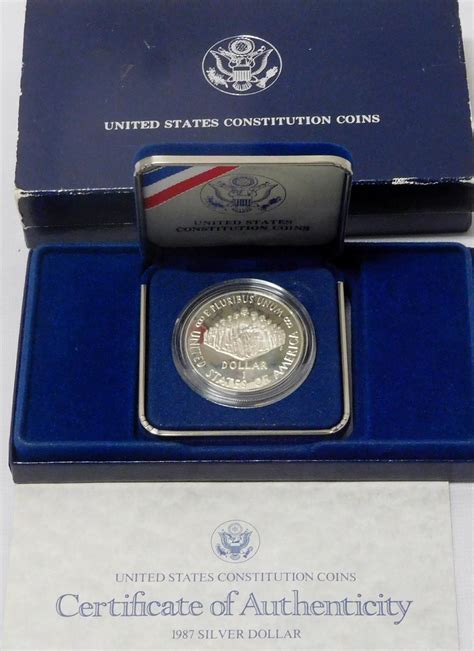 UNITED STATES CONSTITUTION COINS
UNITED STATES
CONSTITUTION COINS
E PLURIBUS UNUM
DOLLAR
1
UNITED STATES OF AMERICA
UNITED STATES CONSTITUTION COINS
Certificate of Authenticity
1987 SILVER DOLLAR